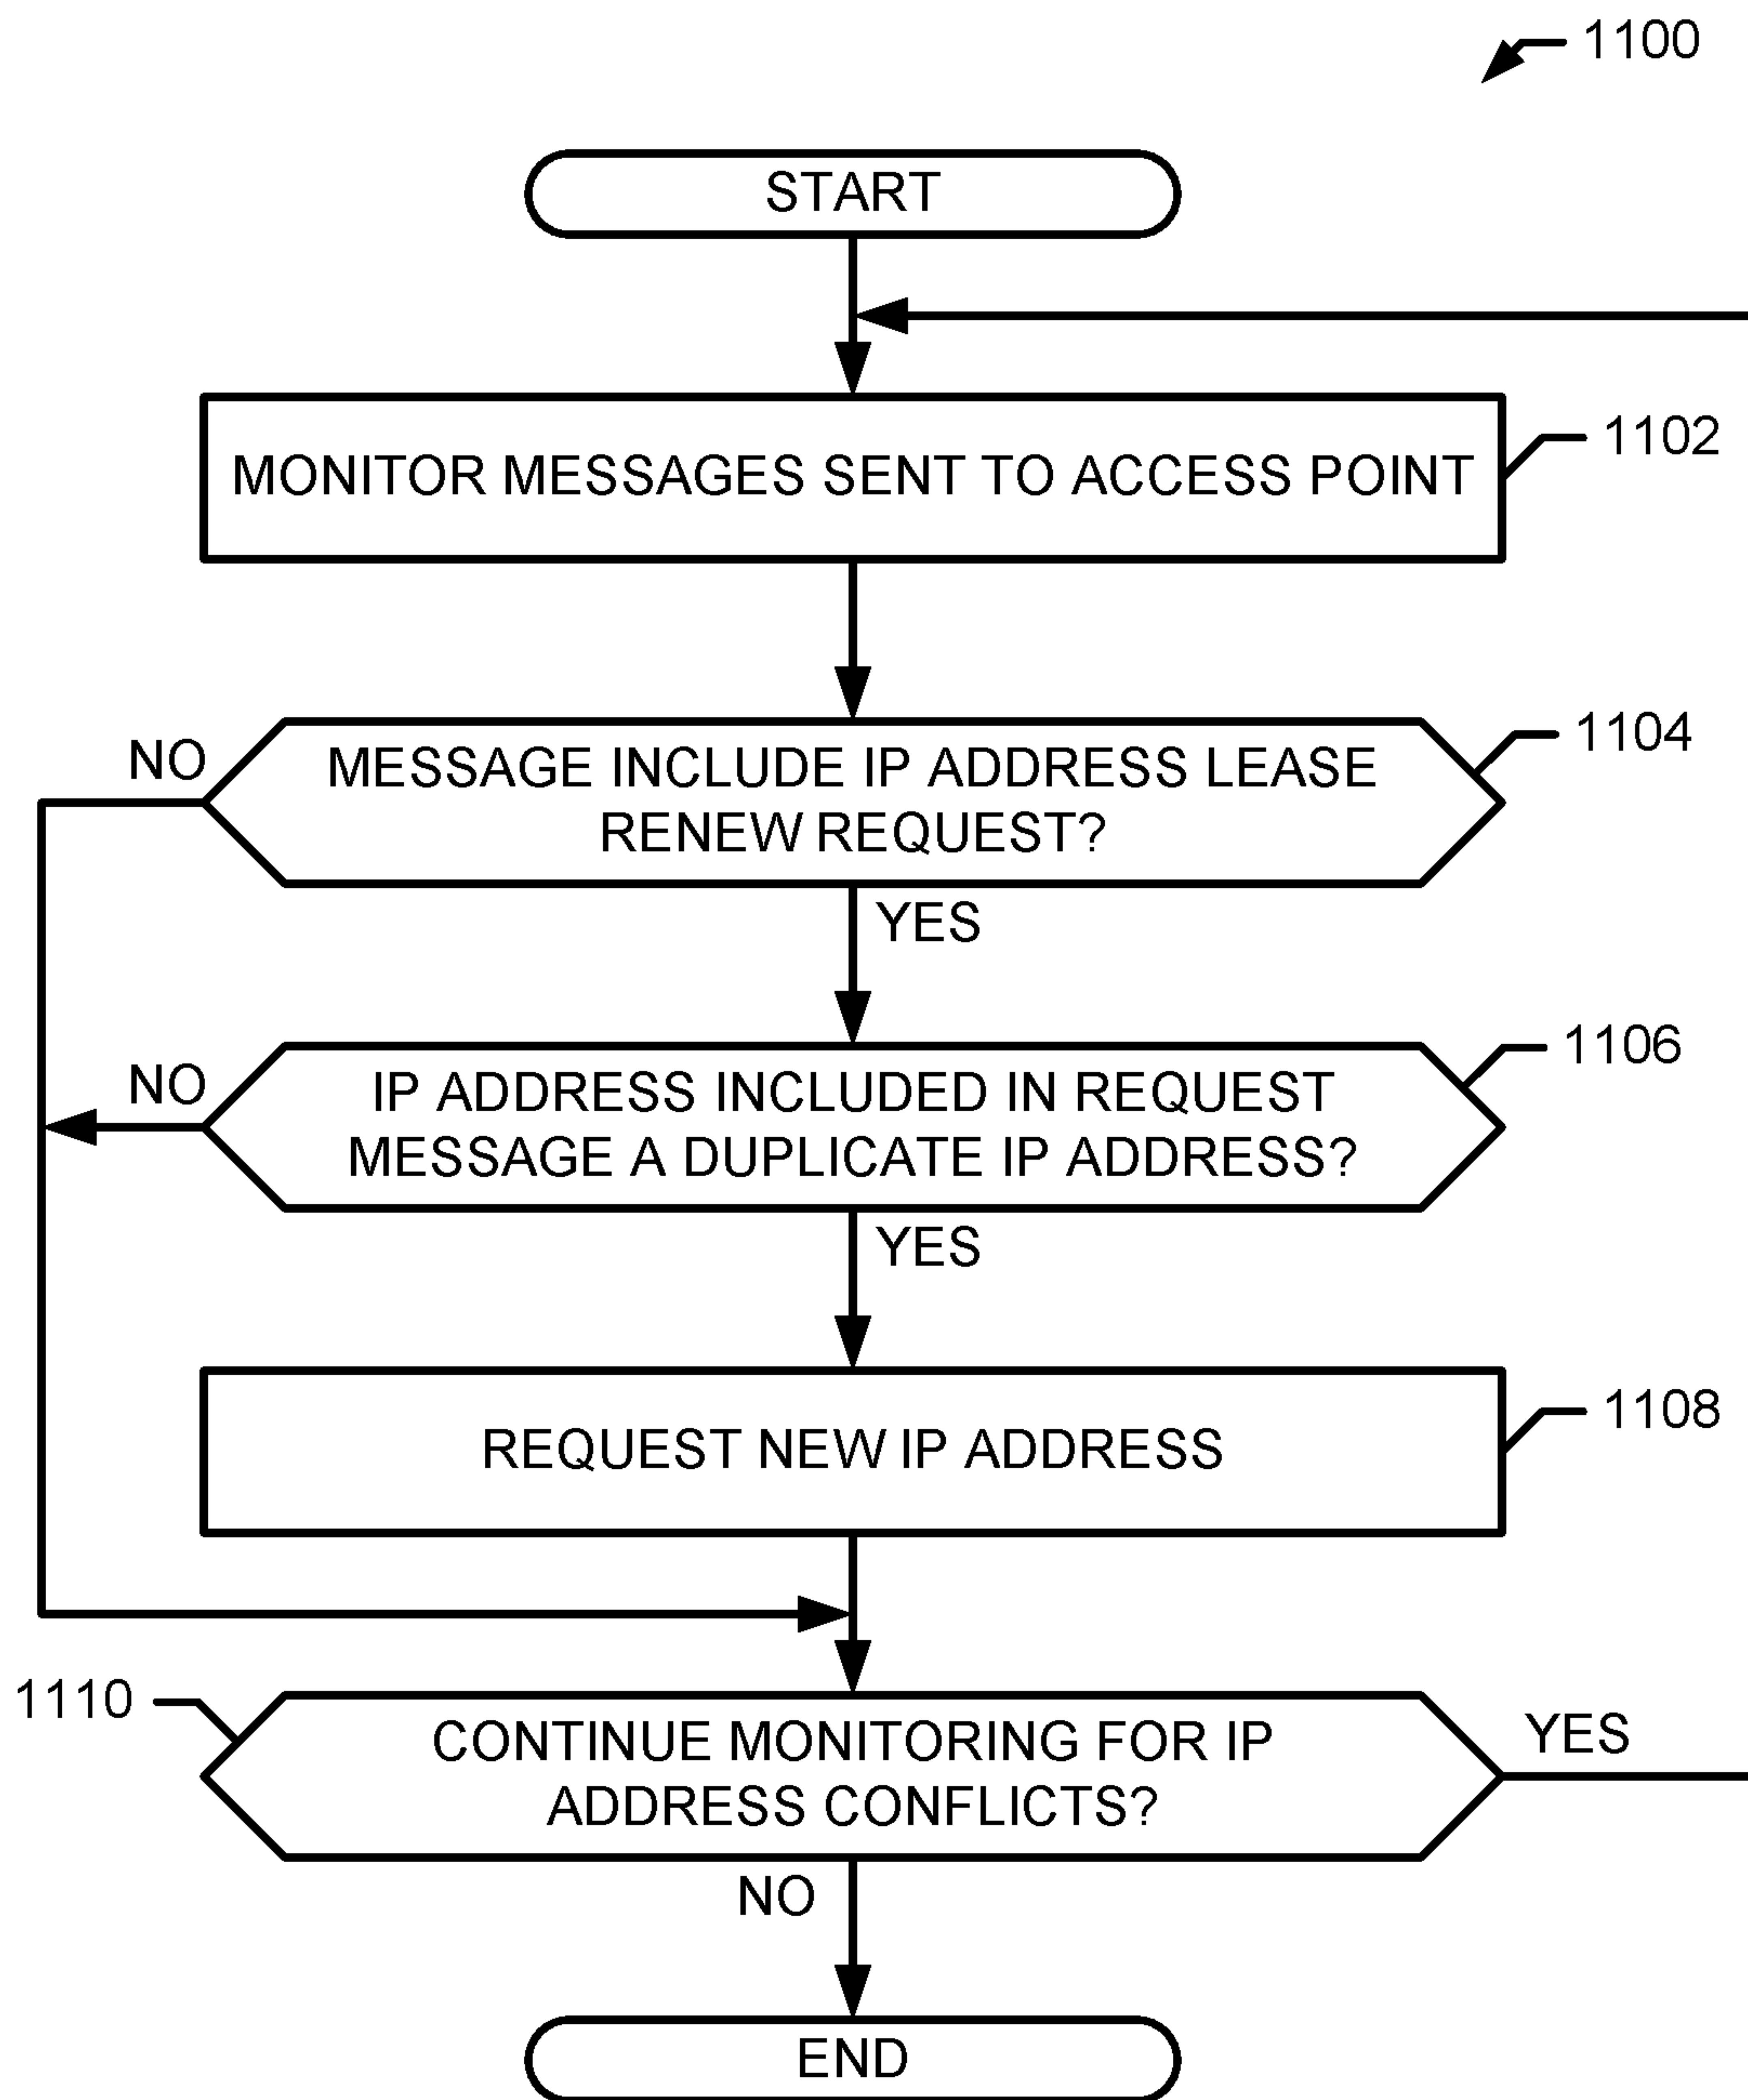 1100
START
MONITOR MESSAGES SENT TO ACCESS POINT
1102
NO
MESSAGE INCLUDE IP ADDRESS LEASE
RENEW REQUEST?
1104
YES
NO
IP ADDRESS INCLUDED IN REQUEST
MESSAGE A DUPLICATE IP ADDRESS?
1106
YES
REQUEST NEW IP ADDRESS
1108
1110
CONTINUE MONITORING FOR IP
ADDRESS CONFLICTS?
YES
NO
END